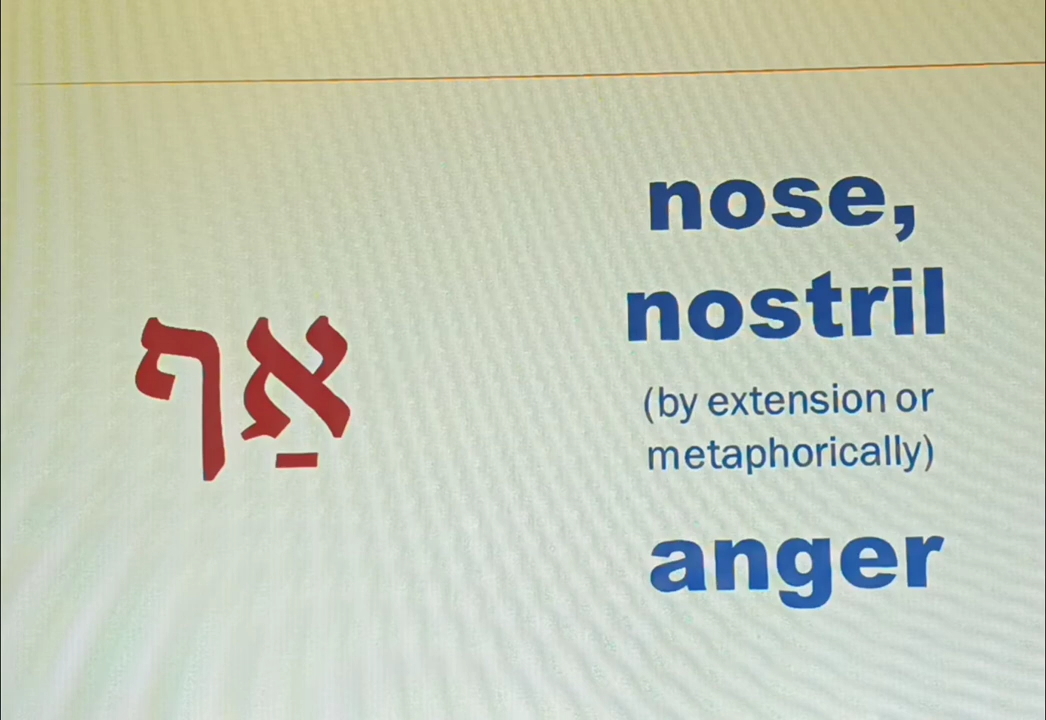 אַף
nose,
nostril
(by extension or
metaphorically)
anger